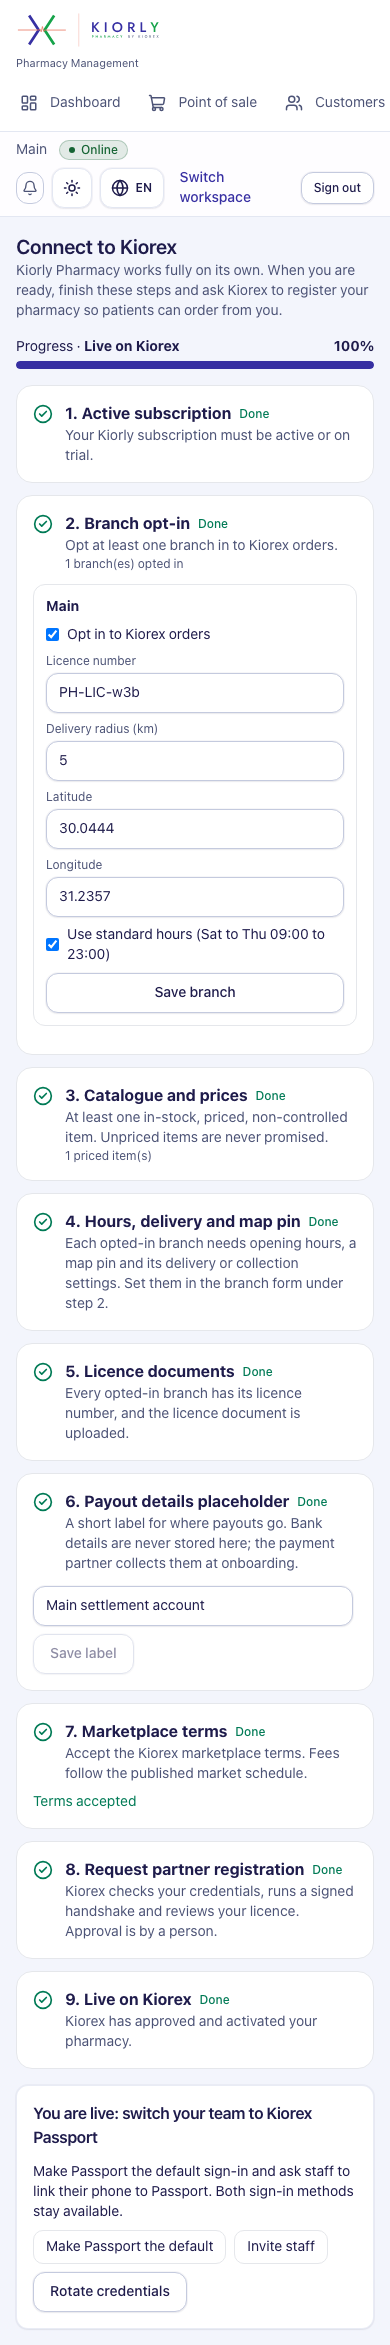 KIORLY
PHARMACY BY KIOREX
Pharmacy Management
Dashboard Point of sale Customers
Main Online
EN Switch workspace Sign out
Connect to Kiorex
Kiorly Pharmacy works fully on its own. When you are
ready, finish these steps and ask Kiorex to register your
pharmacy so patients can order from you.
Progress · Live on Kiorex 100%
1. Active subscription Done
Your Kiorly subscription must be active or on
trial.
2. Branch opt-in Done
Opt at least one branch in to Kiorex orders.
1 branch(es) opted in
Main
Opt in to Kiorex orders
Licence number
PH-LIC-w3b
Delivery radius (km)
5
Latitude
30.0444
Longitude
31.2357
Use standard hours (Sat to Thu 09:00 to
23:00)
Save branch
3. Catalogue and prices Done
At least one in-stock, priced, non-controlled
item. Unpriced items are never promised.
1 priced item(s)
4. Hours, delivery and map pin Done
Each opted-in branch needs opening hours, a
map pin and its delivery or collection
settings. Set them in the branch form under
step 2.
5. Licence documents Done
Every opted-in branch has its licence
number, and the licence document is
uploaded.
6. Payout details placeholder Done
A short label for where payouts go. Bank
details are never stored here; the payment
partner collects them at onboarding.
Main settlement account
Save label
7. Marketplace terms Done
Accept the Kiorex marketplace terms. Fees
follow the published market schedule.
Terms accepted
8. Request partner registration Done
Kiorex checks your credentials, runs a signed
handshake and reviews your licence.
Approval is by a person.
9. Live on Kiorex Done
Kiorex has approved and activated your
pharmacy.
You are live: switch your team to Kiorex
Passport
Make Passport the default sign-in and ask staff to
link their phone to Passport. Both sign-in methods
stay available.
Make Passport the default Invite staff
Rotate credentials